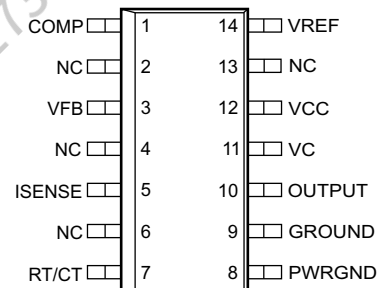 COMP 1 14 VREF
NC 2 13 NC
VFB 3 12 VCC
NC 4 11 VC
ISENSE 5 10 OUTPUT
NC 6 9 GROUND
RT/CT 7 8 PWRGND